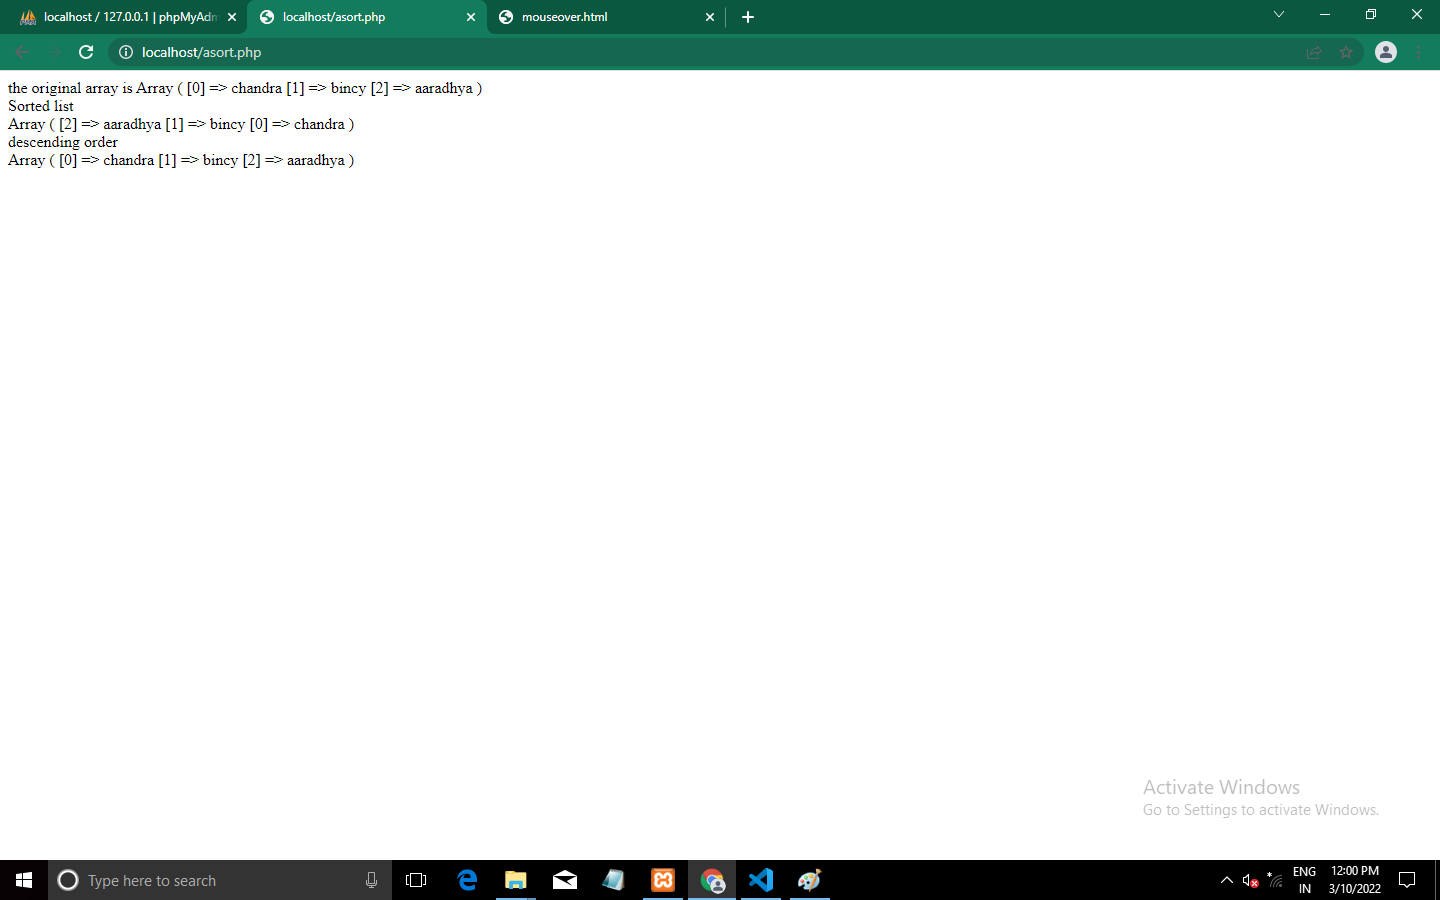 localhost / 127.0.0.1 | phpMyAdm
localhost/asort.php
mouseover.html
localhost/asort.php
the original array is Array ( [0] => chandra [1] => bincy [2] => aaradhya )
Sorted list
Array ( [2] => aaradhya [1] => bincy [0] => chandra )
descending order
Array ( [0] => chandra [1] => bincy [2] => aaradhya )
Activate Windows
Go to Settings to activate Windows.
Type here to search
ENG
IN
12:00 PM
3/10/2022